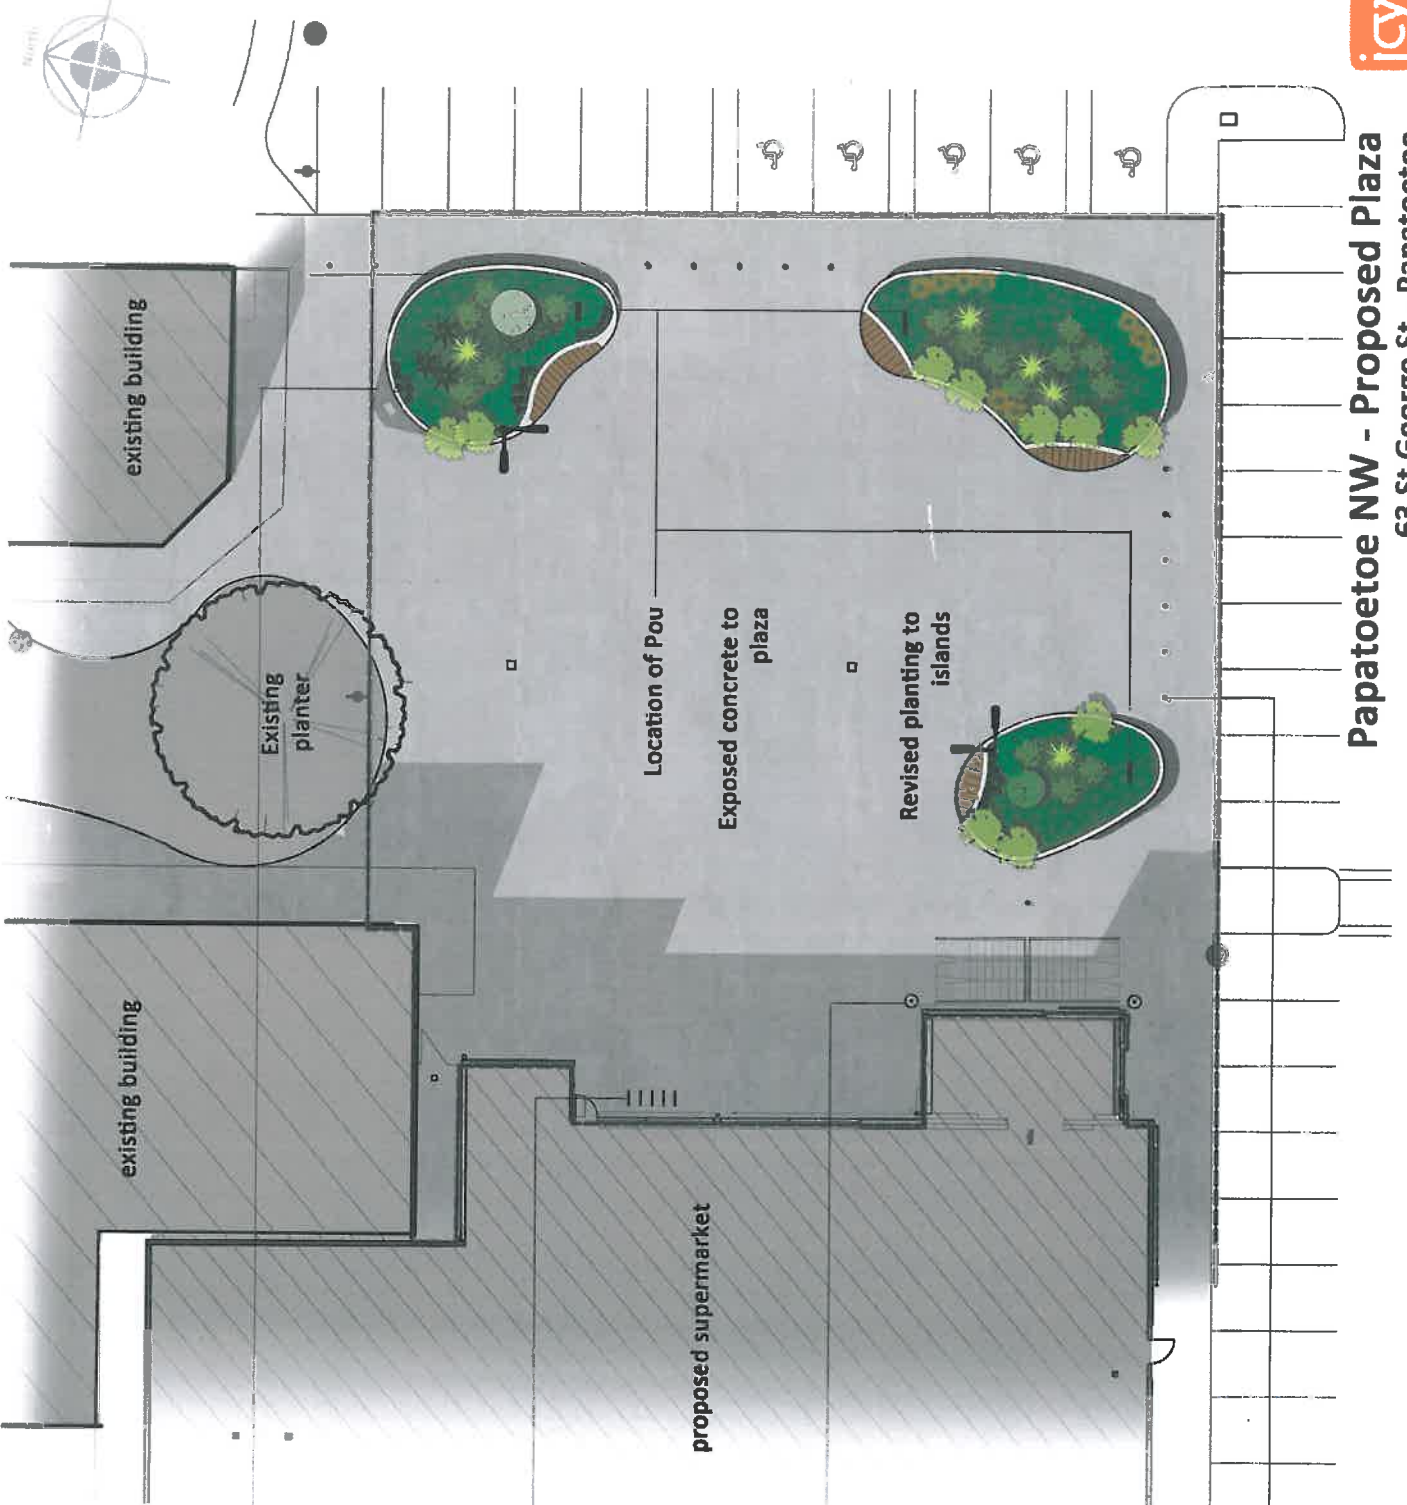 North
existing building
existing building
Existing
planter
Location of Pou
Exposed concrete to
plaza
Revised planting to
islands
proposed supermarket
Papatoetoe NW - Proposed Plaza